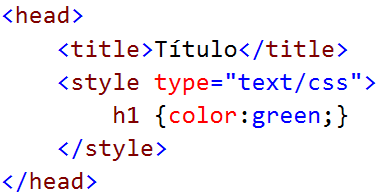 <head>
<title>Título</title>
<style type="text/css">
h1 {color:green;}
</style>
</head>